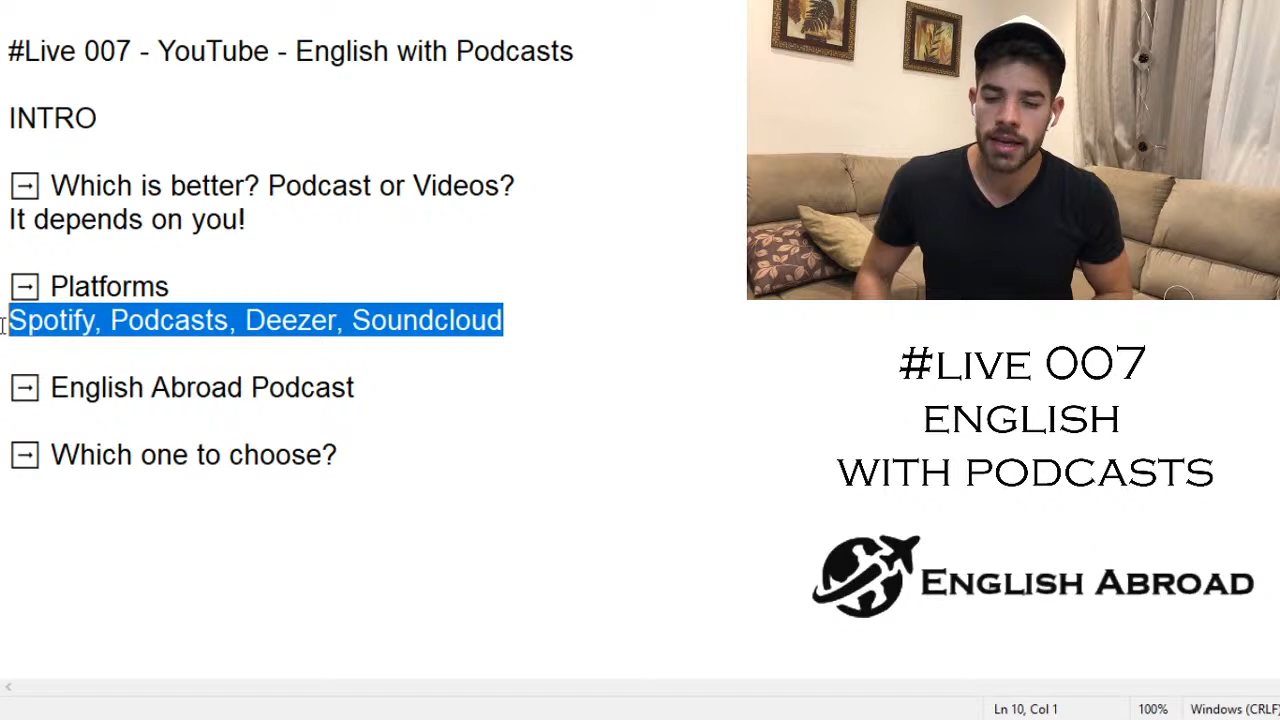 #Live 007 - YouTube - English with Podcasts
INTRO
→ Which is better? Podcast or Videos?
It depends on you!
→ Platforms
Spotify, Podcasts, Deezer, Soundcloud
→ English Abroad Podcast
→ Which one to choose?
#LIVE 007
ENGLISH
WITH PODCASTS
ENGLISH ABROAD
Ln 10, Col 1 100% Windows (CRLF